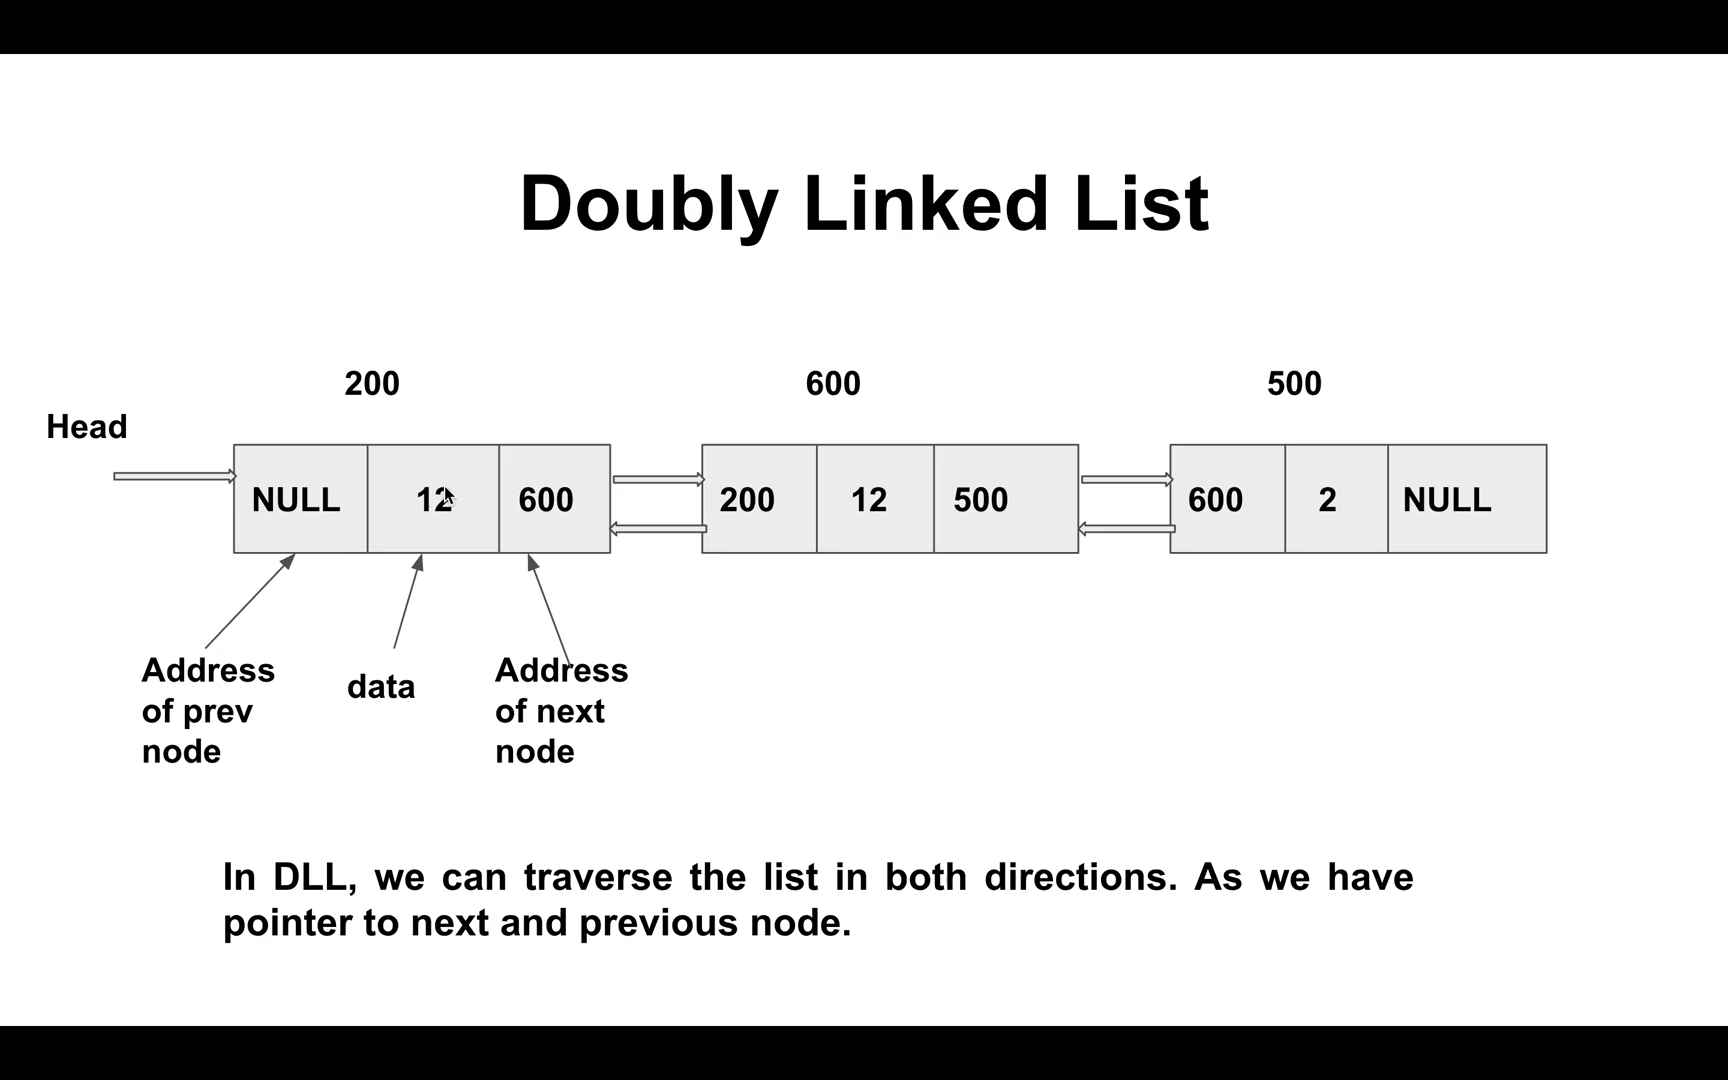 Doubly Linked List
200 600 500
Head
NULL 12 600 200 12 500 600 2 NULL
Address
of prev
node
data
Address
of next
node
In DLL, we can traverse the list in both directions. As we have
pointer to next and previous node.